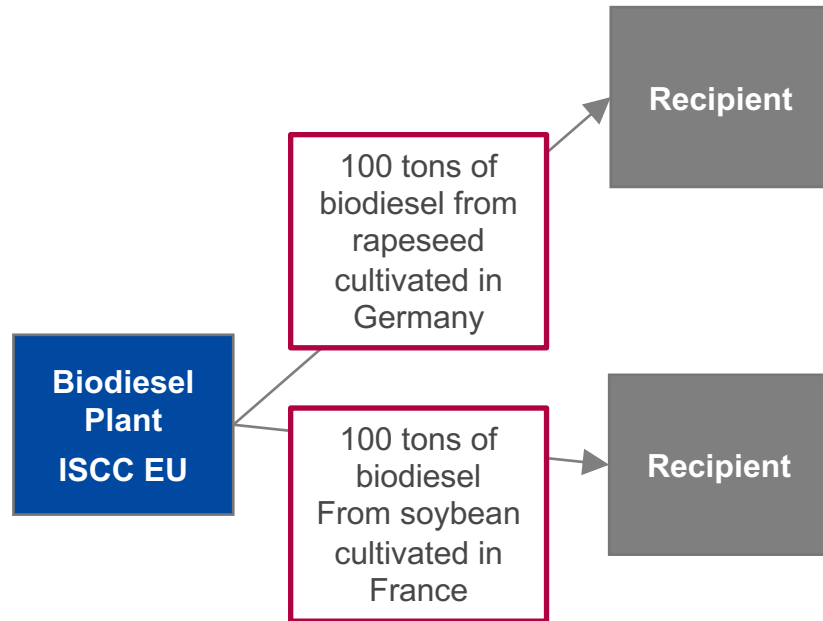 Recipient
100 tons of
biodiesel from
rapeseed
cultivated in
Germany
Biodiesel
Plant
ISCC EU
100 tons of
biodiesel
From soybean
cultivated in
France
Recipient